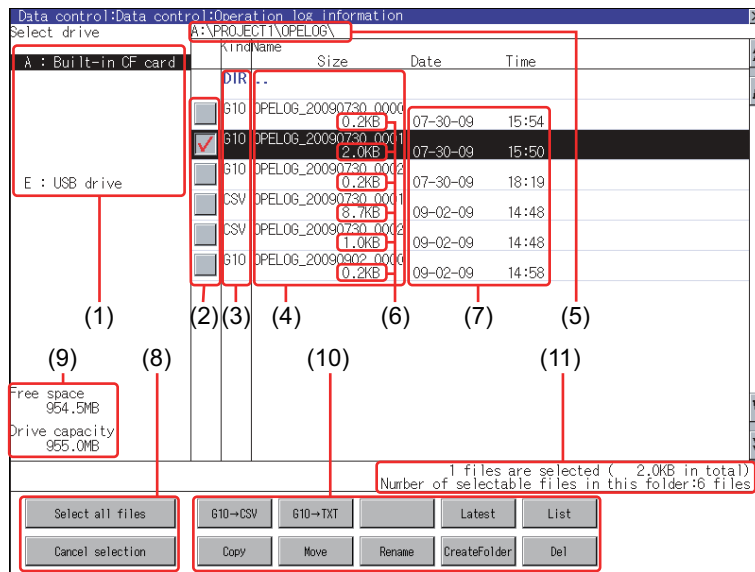 Data control:Data control:Operation log information
Select drive A:\PROJECT1\OPELOG\
Kind Name Size Date Time
A : Built-in CF card
DIR ..
G10 OPELOG_20090730_0000
0.2KB 07-30-09 15:54
G10 OPELOG_20090730_0001
2.0KB 07-30-09 15:50
G10 OPELOG_20090730_0002
E : USB drive 0.2KB 07-30-09 18:19
CSV OPELOG_20090730_0001
8.7KB 09-02-09 14:48
CSV OPELOG_20090730_0002
1.0KB 09-02-09 14:48
G10 OPELOG_20090902_0000
0.2KB 09-02-09 14:58
(1) (2) (3) (4) (6) (7) (5)
(9) (8) (10) (11)
Free space
954.5MB
Drive capacity
955.0MB
1 files are selected ( 2.0KB in total)
Number of selectable files in this folder:6 files
Select all files G10→CSV G10→TXT Latest List
Cancel selection Copy Move Rename CreateFolder Del